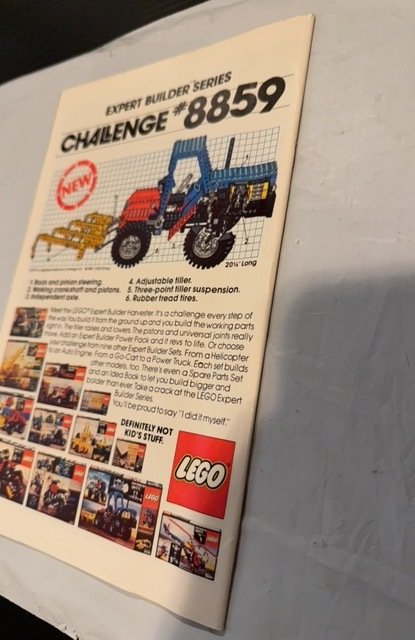 EXPERT BUILDER SERIES
CHALLENGE #8859
NEW
20¼" Long
1. Rack and pinion steering.
2. Working crankshaft and pistons.
3. Independent axle.
4. Adjustable tiller.
5. Three-point tiller suspension.
6. Rubber tread tires.
Meet the LEGO® Expert Builder Harvester. It's a challenge every step of
the way. You build it from the ground up and you build the working parts
right in. The tiller raises and lowers. The pistons and universal joints really
move. Add an Expert Builder Power Pack and it revs to life. Or choose
your challenge from nine other Expert Builder Sets. From a Helicopter
to an Auto Engine. From a Go-Cart to a Power Truck. Each set builds
other models, too. There's even a Spare Parts Set
and an Idea Book to let you build bigger and
bolder than ever. Take a crack at the LEGO Expert
Builder Series.
You'll be proud to say "I did it myself."
DEFINITELY NOT
KID'S STUFF.
LEGO